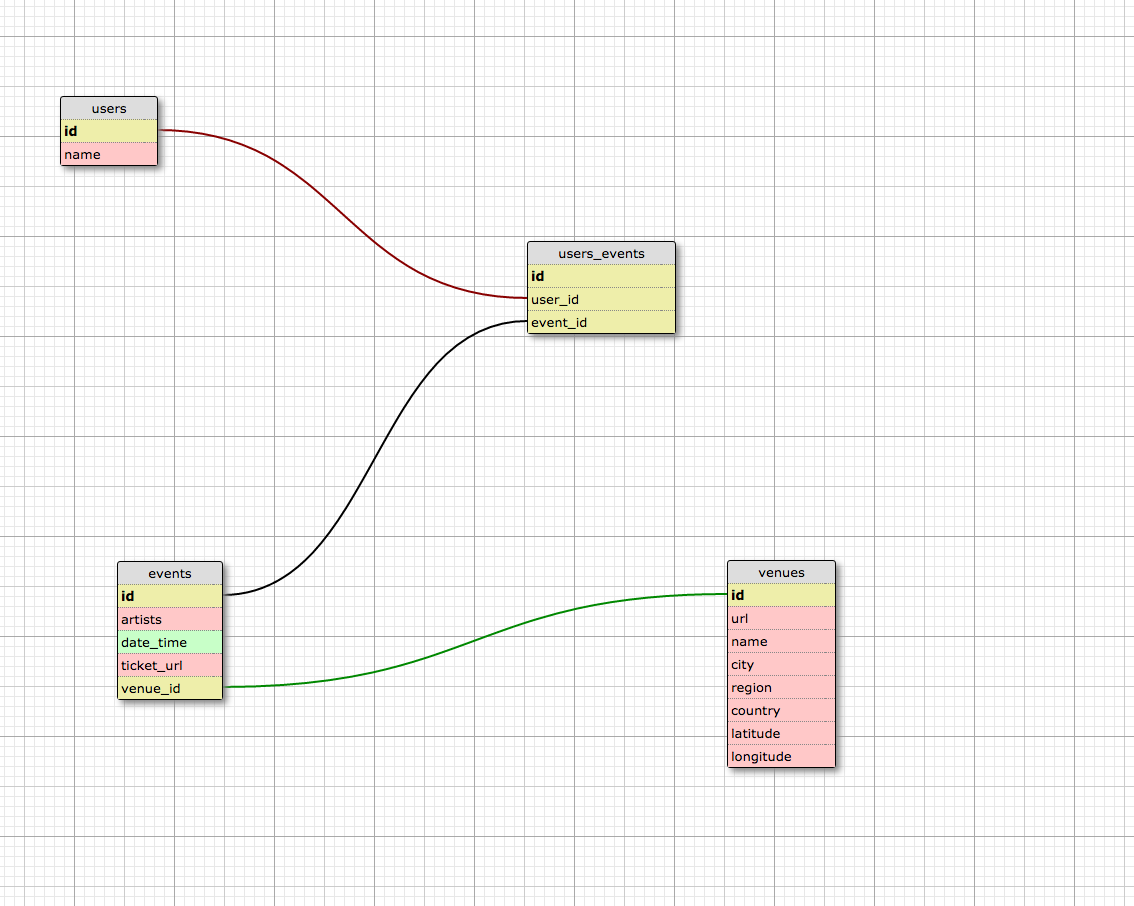 users
id
name
users_events
id
user_id
event_id
events
id
artists
date_time
ticket_url
venue_id
venues
id
url
name
city
region
country
latitude
longitude